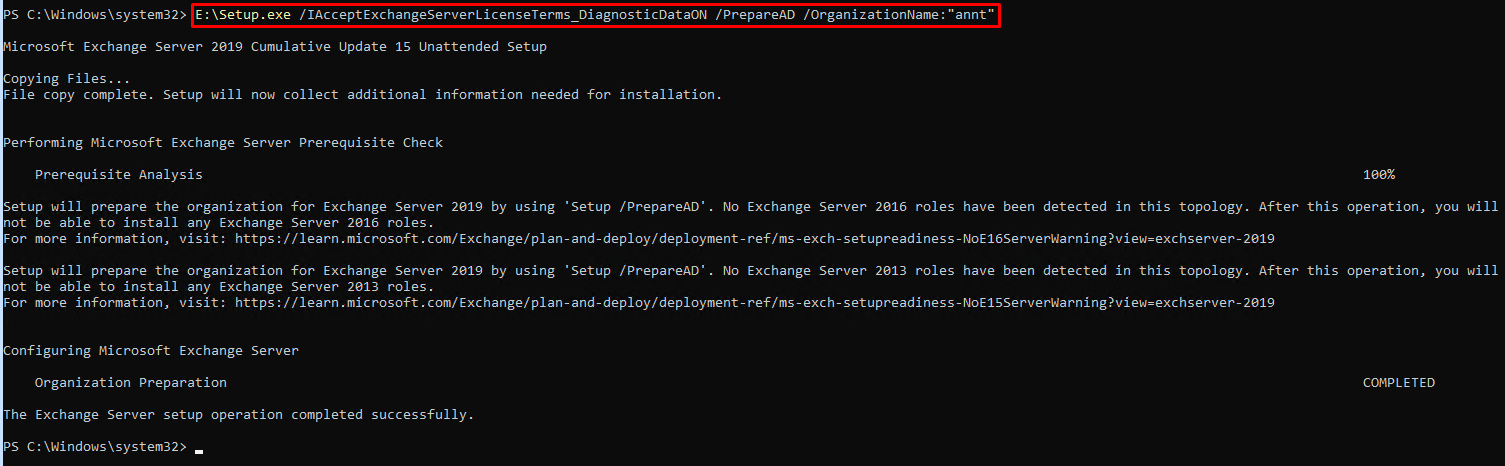 PS C:\Windows\system32> E:\Setup.exe /IAcceptExchangeServerLicenseTerms_DiagnosticDataON /PrepareAD /OrganizationName:"annt"
Microsoft Exchange Server 2019 Cumulative Update 15 Unattended Setup
Copying Files...
File copy complete. Setup will now collect additional information needed for installation.
Performing Microsoft Exchange Server Prerequisite Check
Prerequisite Analysis 100%
Setup will prepare the organization for Exchange Server 2019 by using 'Setup /PrepareAD'. No Exchange Server 2016 roles have been detected in this topology. After this operation, you will
not be able to install any Exchange Server 2016 roles.
For more information, visit: https://learn.microsoft.com/Exchange/plan-and-deploy/deployment-ref/ms-exch-setupreadiness-NoE16ServerWarning?view=exchserver-2019
Setup will prepare the organization for Exchange Server 2019 by using 'Setup /PrepareAD'. No Exchange Server 2013 roles have been detected in this topology. After this operation, you will
not be able to install any Exchange Server 2013 roles.
For more information, visit: https://learn.microsoft.com/Exchange/plan-and-deploy/deployment-ref/ms-exch-setupreadiness-NoE15ServerWarning?view=exchserver-2019
Configuring Microsoft Exchange Server
Organization Preparation COMPLETED
The Exchange Server setup operation completed successfully.
PS C:\Windows\system32>